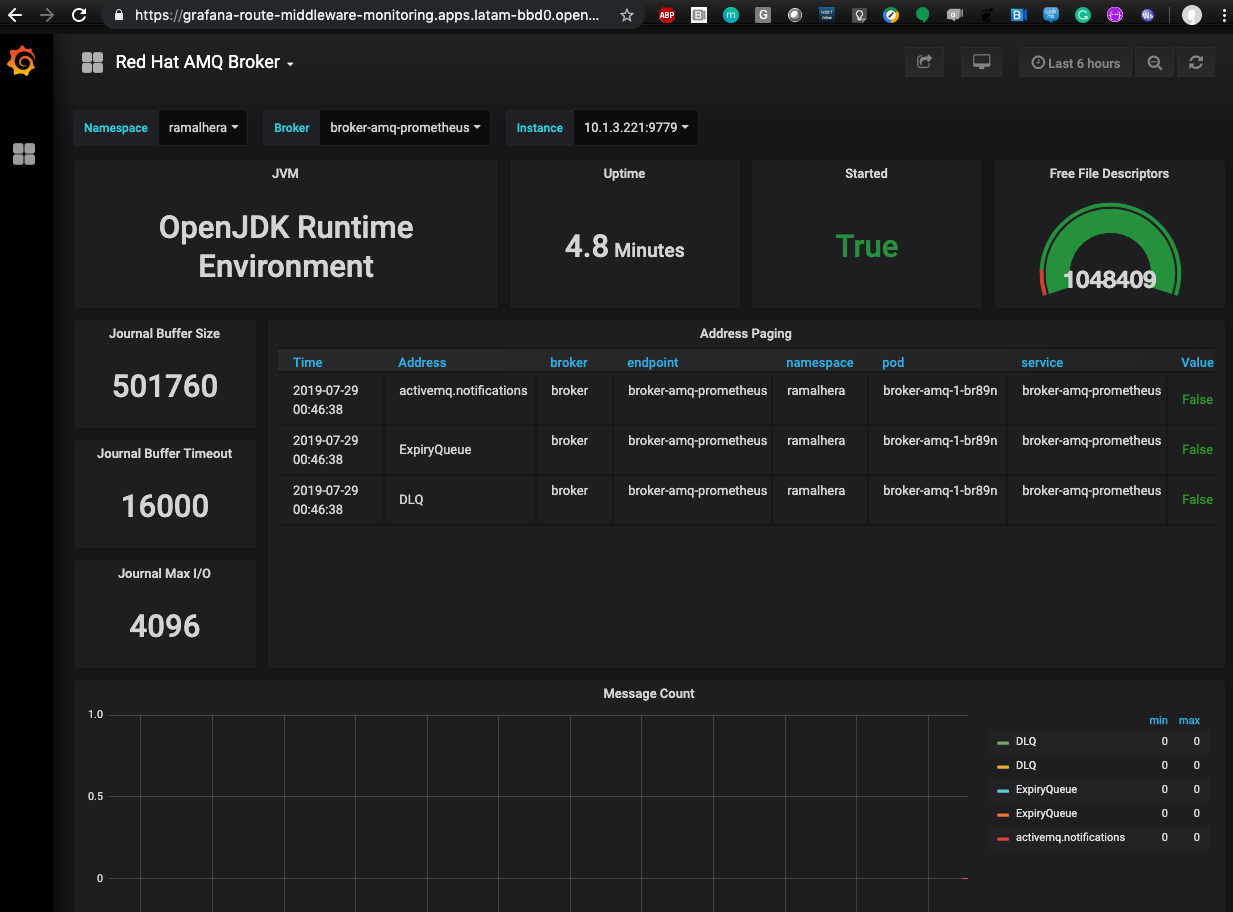 https://grafana-route-middleware-monitoring.apps.latam-bbd0.open...
Red Hat AMQ Broker
Last 6 hours
Namespace ramalhera Broker broker-amq-prometheus Instance 10.1.3.221:9779
JVM
OpenJDK Runtime
Environment
Uptime
4.8 Minutes
Started
True
Free File Descriptors
1048409
Journal Buffer Size
501760
Journal Buffer Timeout
16000
Journal Max I/O
4096
Address Paging
Time Address broker endpoint namespace pod service Value
2019-07-29 activemq.notifications broker broker-amq-prometheus ramalhera broker-amq-1-br89n broker-amq-prometheus False
00:46:38
2019-07-29 ExpiryQueue broker broker-amq-prometheus ramalhera broker-amq-1-br89n broker-amq-prometheus False
00:46:38
2019-07-29 DLQ broker broker-amq-prometheus ramalhera broker-amq-1-br89n broker-amq-prometheus False
00:46:38
Message Count
1.0
0.5
0
min max
DLQ 0 0
DLQ 0 0
ExpiryQueue 0 0
ExpiryQueue 0 0
activemq.notifications 0 0